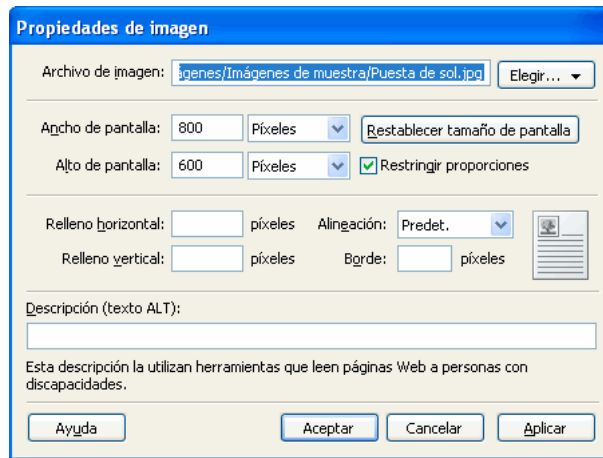 Propiedades de imagen
Archivo de imagen: ágenes/Imágenes de muestra/Puesta de sol.jpg Elegir...
Ancho de pantalla: 800 Píxeles Restablecer tamaño de pantalla
Alto de pantalla: 600 Píxeles Restringir proporciones
Relleno horizontal: píxeles Alineación: Predet.
Relleno vertical: píxeles Borde: píxeles
Descripción (texto ALT):
Esta descripción la utilizan herramientas que leen páginas Web a personas con
discapacidades.
Ayuda Aceptar Cancelar Aplicar